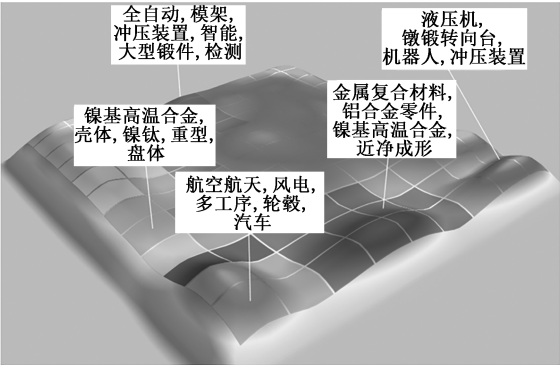 全自动, 模架,
冲压装置, 智能,
大型锻件, 检测
液压机,
镦锻转向台,
机器人, 冲压装置
镍基高温合金,
壳体, 镍钛, 重型,
盘体
金属复合材料,
铝合金零件,
镍基高温合金,
近净成形
航空航天, 风电,
多工序, 轮毂,
汽车